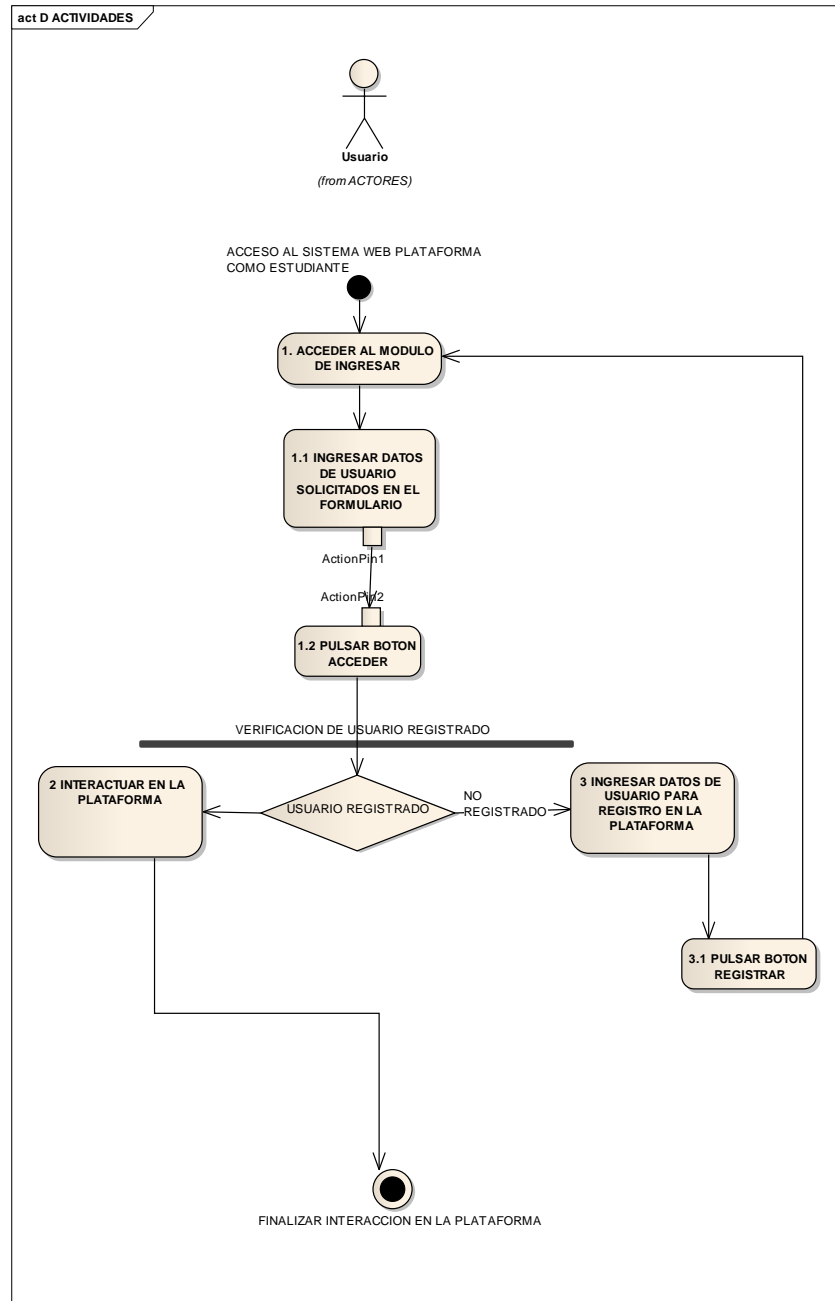 act D ACTIVIDADES
Usuario
(from ACTORES)
ACCESO AL SISTEMA WEB PLATAFORMA
COMO ESTUDIANTE
1. ACCEDER AL MODULO
DE INGRESAR
1.1 INGRESAR DATOS
DE USUARIO
SOLICITADOS EN EL
FORMULARIO
ActionPin1
ActionPin2
1.2 PULSAR BOTON
ACCEDER
VERIFICACION DE USUARIO REGISTRADO
2 INTERACTUAR EN LA
PLATAFORMA
USUARIO REGISTRADO
NO
REGISTRADO
3 INGRESAR DATOS DE
USUARIO PARA
REGISTRO EN LA
PLATAFORMA
3.1 PULSAR BOTON
REGISTRAR
FINALIZAR INTERACCION EN LA PLATAFORMA